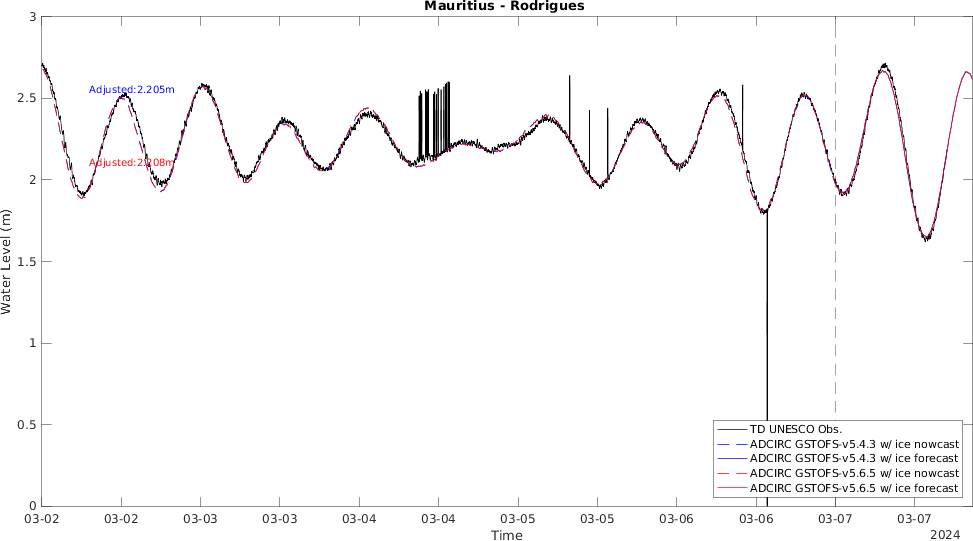 Mauritius - Rodrigues
3
2.5
2
1.5
1
0.5
0
Water Level (m)
Adjusted:2.205m
Adjusted:2.208m
TD UNESCO Obs.
ADCIRC GSTOFS-v5.4.3 w/ ice nowcast
ADCIRC GSTOFS-v5.4.3 w/ ice forecast
ADCIRC GSTOFS-v5.6.5 w/ ice nowcast
ADCIRC GSTOFS-v5.6.5 w/ ice forecast
03-02 03-02 03-03 03-03 03-04 03-04 03-05 03-05 03-06 03-06 03-07 03-07
Time
2024